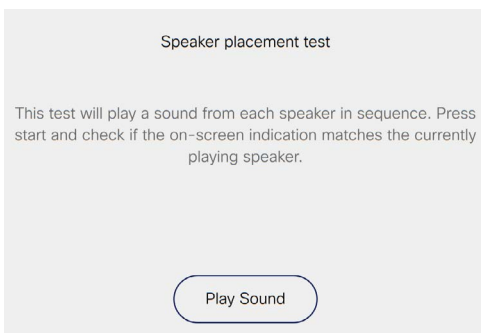 Speaker placement test
This test will play a sound from each speaker in sequence. Press
start and check if the on-screen indication matches the currently
playing speaker.
Play Sound